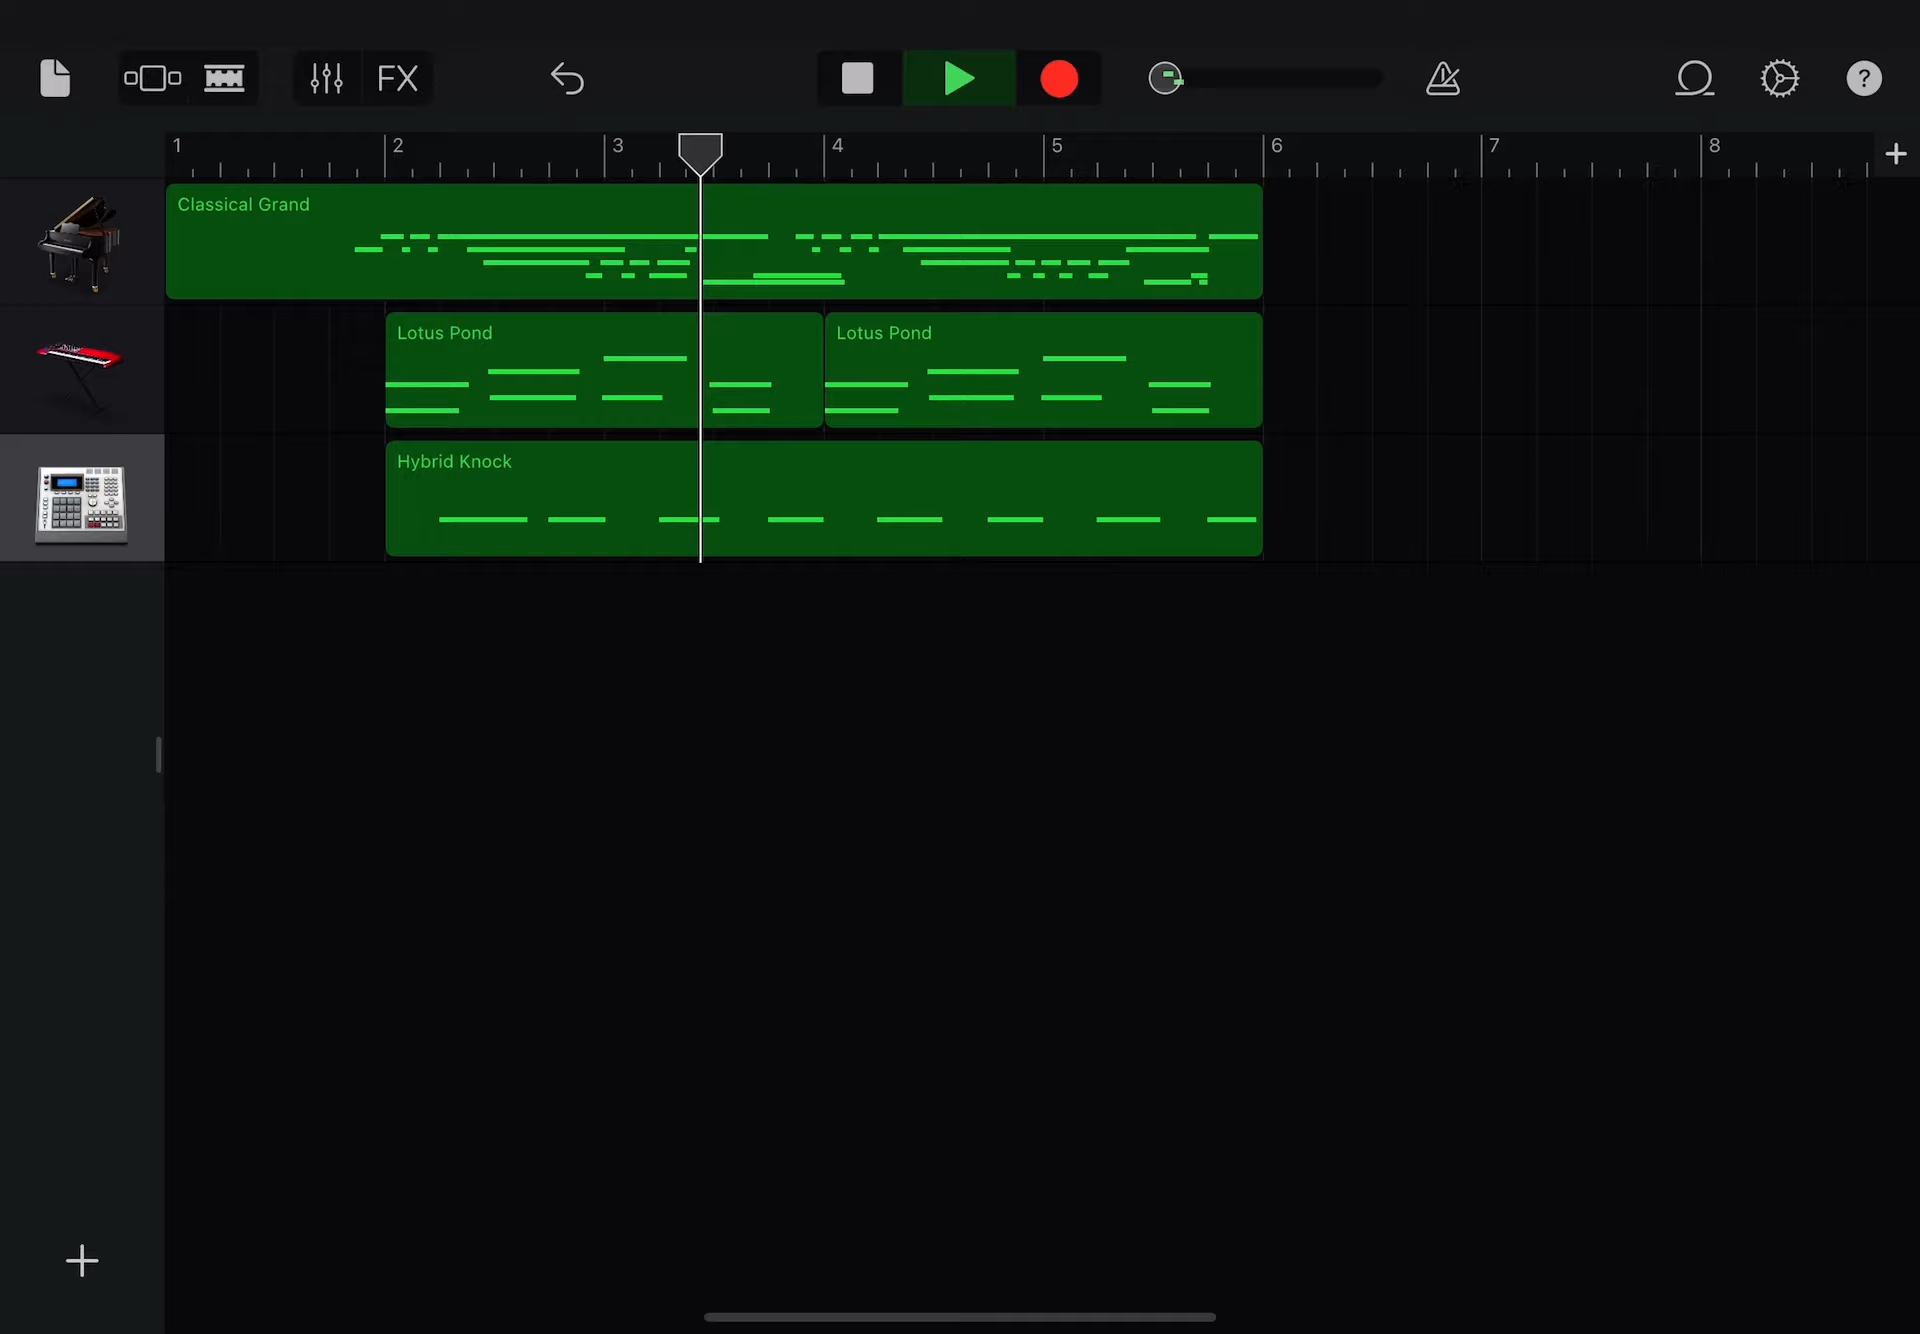 FX
?
1 2 3 4 5 6 7 8
Classical Grand
Lotus Pond Lotus Pond
Hybrid Knock